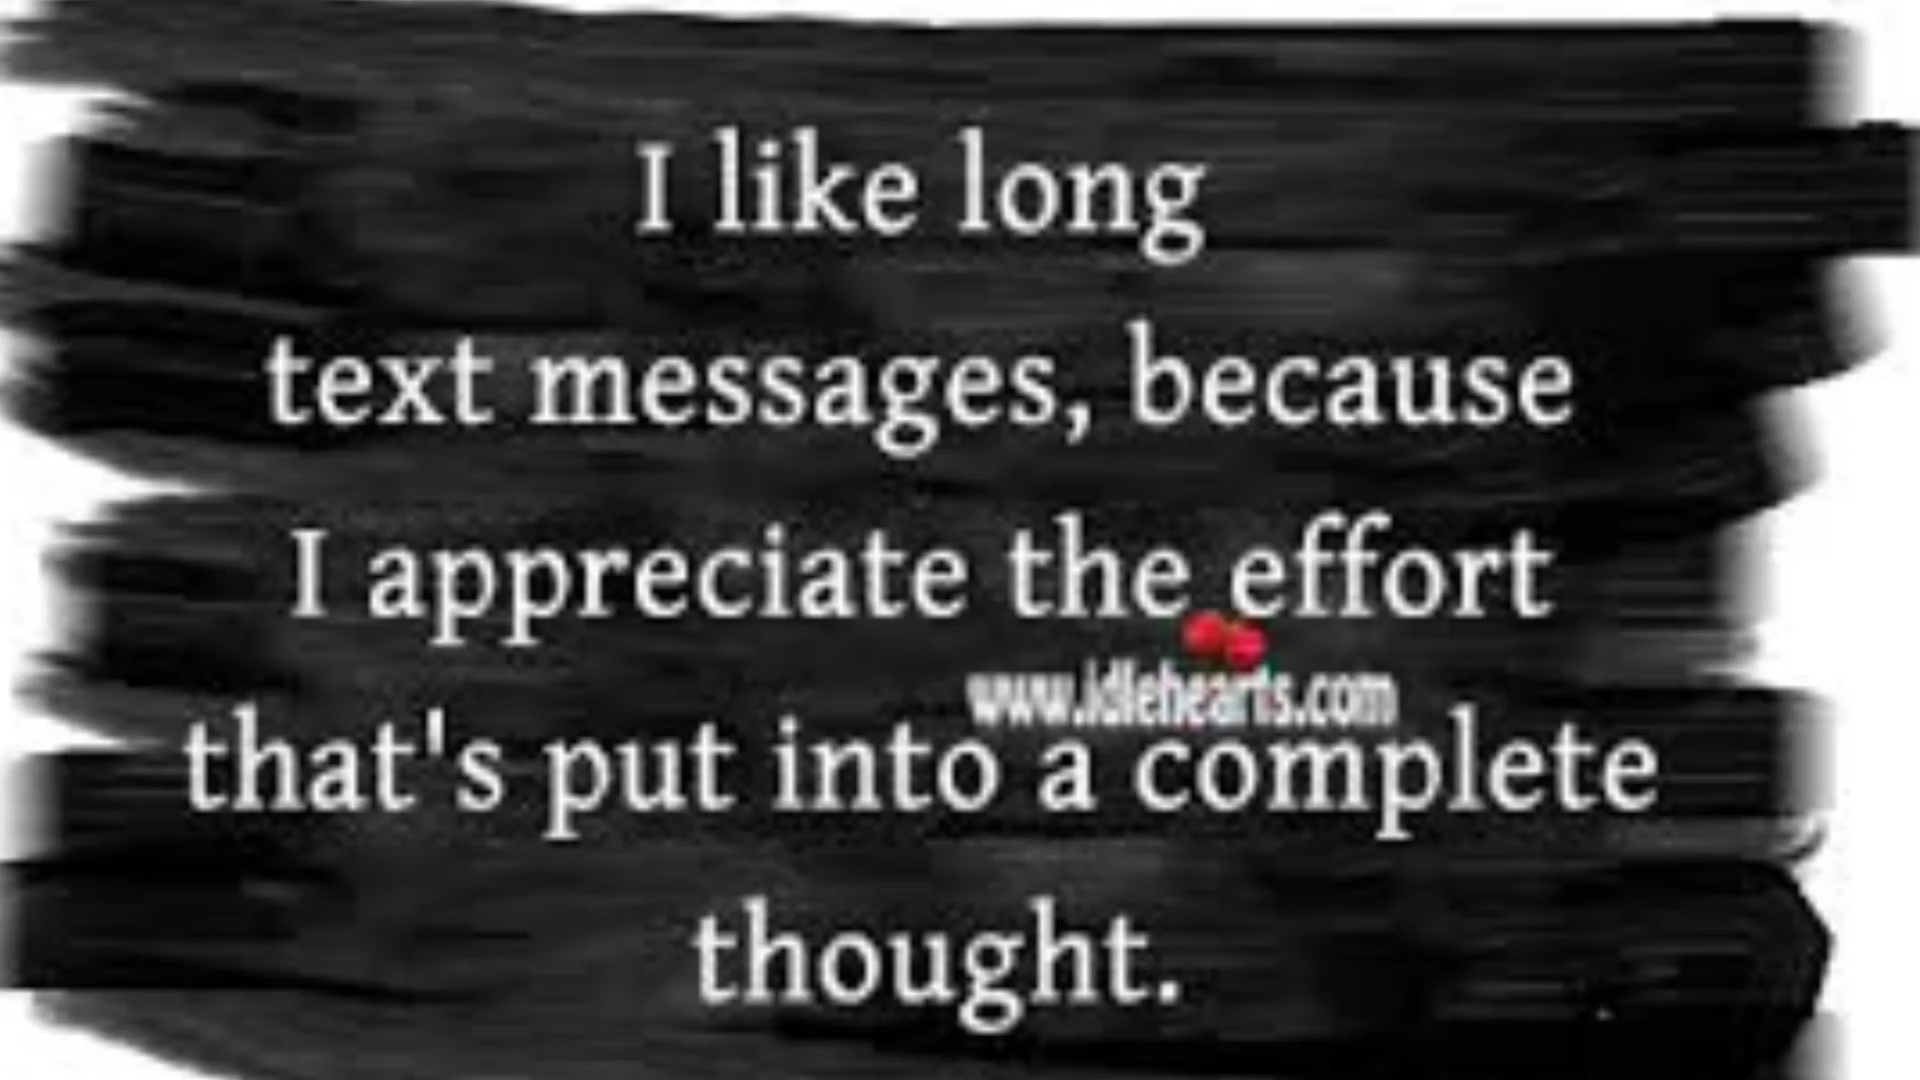 I like long
text messages, because
I appreciate the effort
www.idlehearts.com
that's put into a complete
thought.